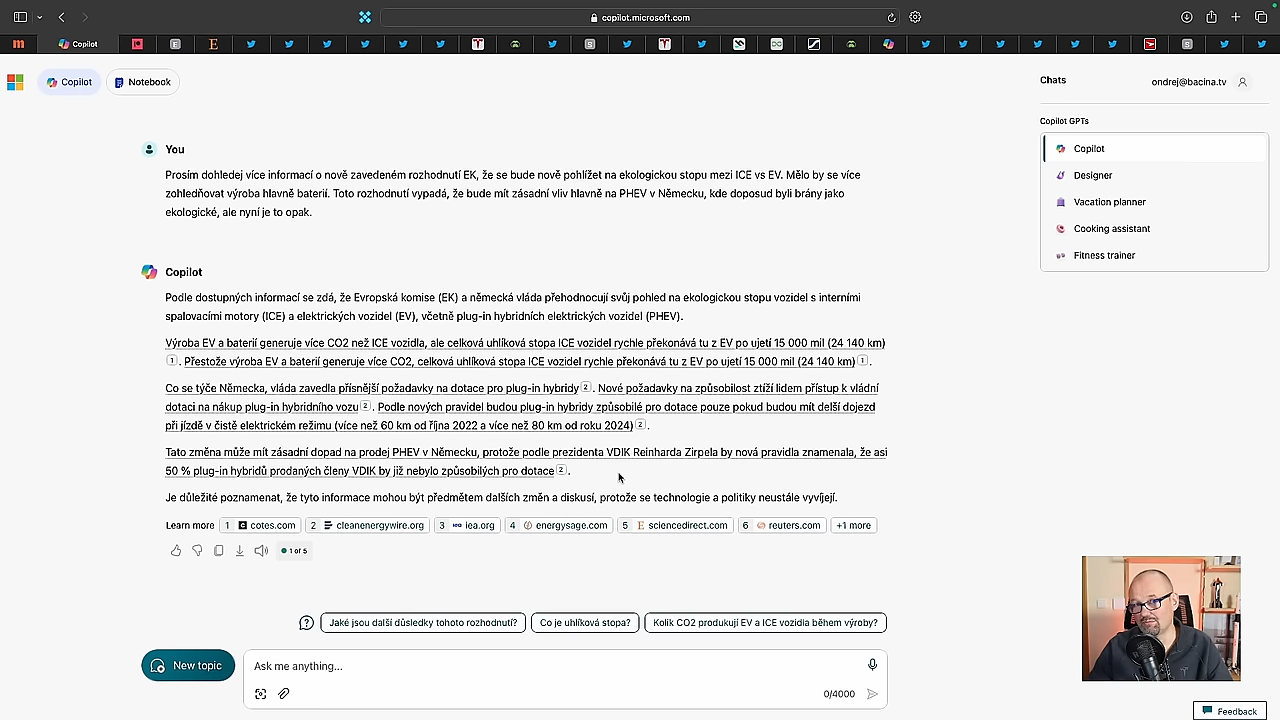 copilot.microsoft.com
Copilot
Copilot
Notebook
Chats
ondrej@bacina.tv
Copilot GPTs
Copilot
Designer
Vacation planner
Cooking assistant
Fitness trainer
You
Prosím dohledej více informací o nově zavedeném rozhodnutí EK, že se bude nově pohlížet na ekologickou stopu mezi ICE vs EV. Mělo by se více
zohledňovat výroba hlavně baterií. Toto rozhodnutí vypadá, že bude mít zásadní vliv hlavně na PHEV v Německu, kde doposud byli brány jako
ekologické, ale nyní je to opak.
Copilot
Podle dostupných informací se zdá, že Evropská komise (EK) a německá vláda přehodnocují svůj pohled na ekologickou stopu vozidel s interními
spalovacími motory (ICE) a elektrických vozidel (EV), včetně plug-in hybridních elektrických vozidel (PHEV).
Výroba EV a baterií generuje více CO2 než ICE vozidla, ale celková uhlíková stopa ICE vozidel rychle překonává tu z EV po ujetí 15 000 mil (24 140 km)
1 . Přestože výroba EV a baterií generuje více CO2, celková uhlíková stopa ICE vozidel rychle překonává tu z EV po ujetí 15 000 mil (24 140 km) 1 .
Co se týče Německa, vláda zavedla přísnější požadavky na dotace pro plug-in hybridy 2 . Nové požadavky na způsobilost ztíží lidem přístup k vládní
dotaci na nákup plug-in hybridního vozu 2 . Podle nových pravidel budou plug-in hybridy způsobilé pro dotace pouze pokud budou mít delší dojezd
při jízdě v čistě elektrickém režimu (více než 60 km od října 2022 a více než 80 km od roku 2024) 2 .
Tato změna může mít zásadní dopad na prodej PHEV v Německu, protože podle prezidenta VDIK Reinharda Zirpela by nová pravidla znamenala, že asi
50 % plug-in hybridů prodaných členy VDIK by již nebylo způsobilých pro dotace 2 .
Je důležité poznamenat, že tyto informace mohou být předmětem dalších změn a diskusí, protože se technologie a politiky neustále vyvíjejí.
Learn more 1 cotes.com 2 cleanenergywire.org 3 iea.org 4 energysage.com 5 sciencedirect.com 6 reuters.com +1 more
1 of 5
Jaké jsou další důsledky tohoto rozhodnutí? Co je uhlíková stopa? Kolik CO2 produkují EV a ICE vozidla během výroby?
New topic
Ask me anything...
0/4000
Feedback